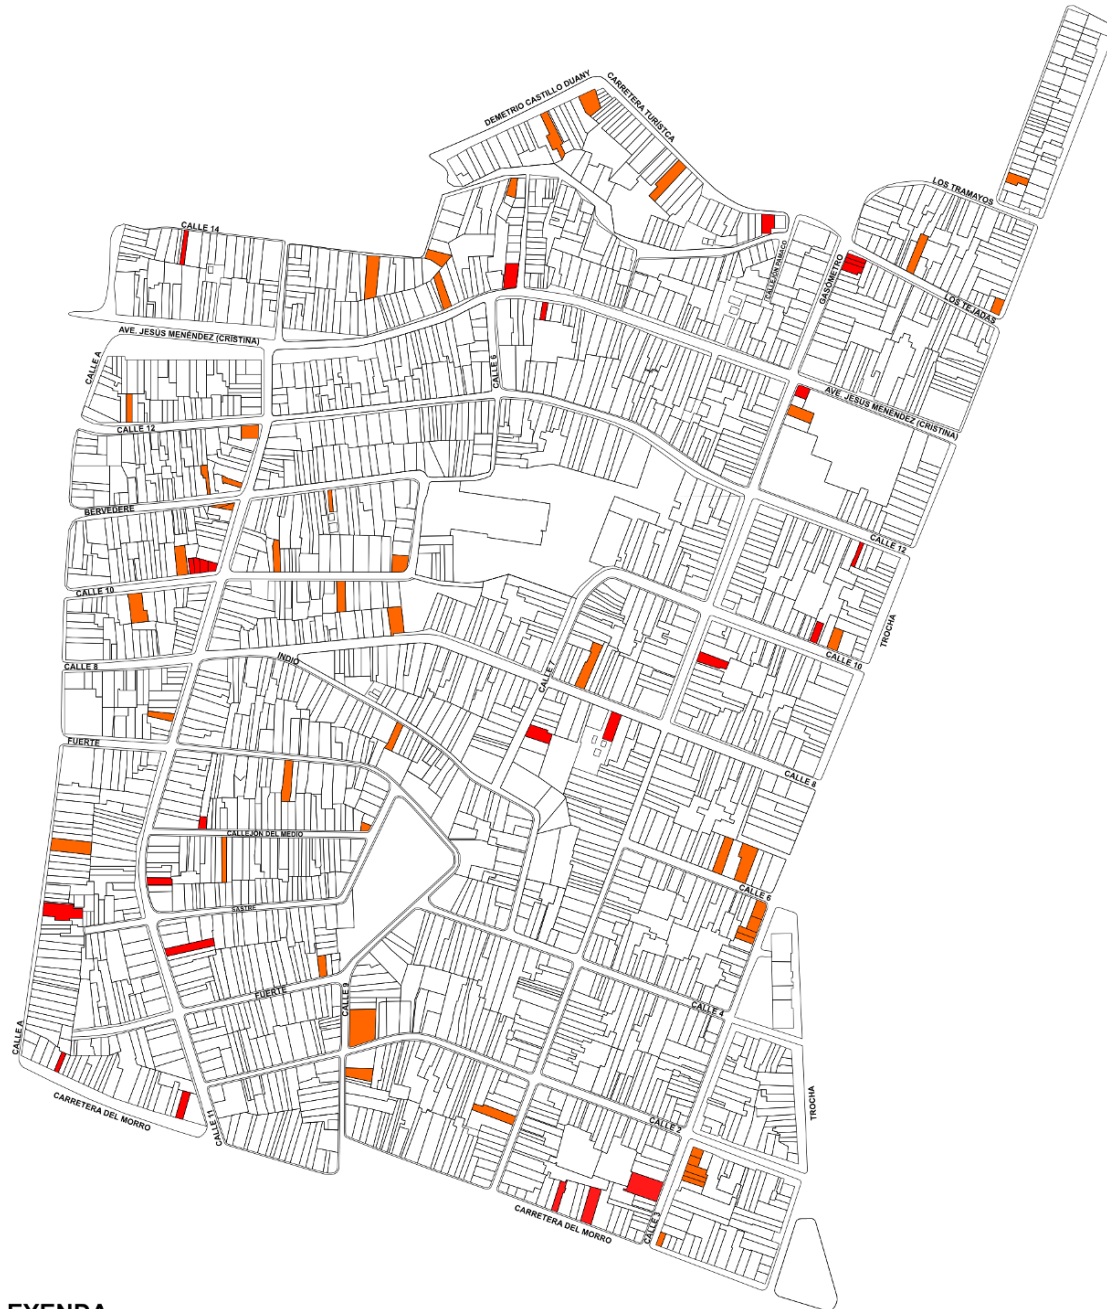 DEMETRIO CASTILLO DUANY
CARRETERA TURÍSTCA
LOS TRAMAYOS
CALLE 14
CALLEJÓN PAMACO
GASÓMETRO
LOS TEJADAS
AVE. JESÚS MENÉNDEZ (CRISTINA)
CALLE A
CALLE 6
AVE. JESÚS MENÉNDEZ (CRISTINA)
CALLE 12
BERVEDERE
CALLE 12
CALLE 10
TROCHA
CALLE 10
CALLE 8
INDIO
CALLE 7
FUERTE
CALLE 8
CALLEJÓN DEL MEDIO
CALLE 6
SASTRE
FUERTE
CALLE 9
CALLE 4
CALLE A
CARRETERA DEL MORRO
CALLE 11
CALLE 2
TROCHA
CARRETERA DEL MORRO
CALLE 3
EYENDA